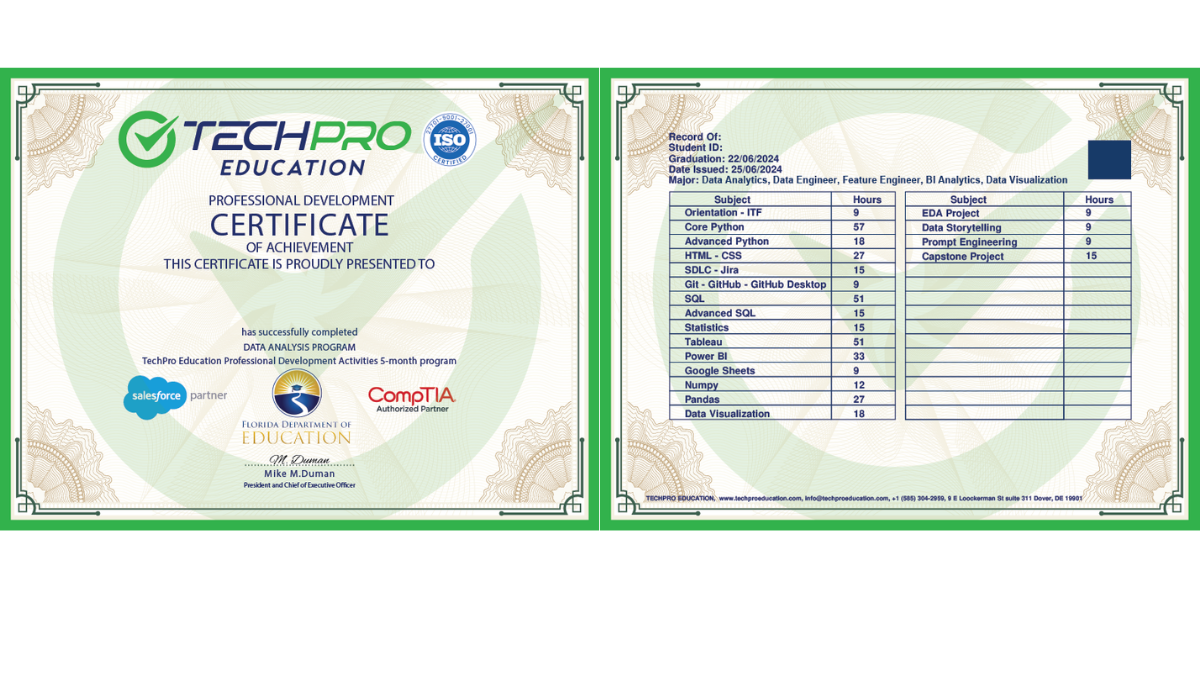 TECHPRO
EDUCATION
27701-9001-27001
ISO
CERTIFIED
PROFESSIONAL DEVELOPMENT
CERTIFICATE
OF ACHIEVEMENT
THIS CERTIFICATE IS PROUDLY PRESENTED TO
has successfully completed
DATA ANALYSIS PROGRAM
TechPro Education Professional Development Activities 5-month program
salesforce partner
FLORIDA DEPARTMENT OF
EDUCATION
CompTIA.
Authorized Partner
M. Duman
Mike M.Duman
President and Chief of Executive Officer
Record Of:
Student ID:
Graduation: 22/06/2024
Date Issued: 25/06/2024
Major: Data Analytics, Data Engineer, Feature Engineer, BI Analytics, Data Visualization
Subject Hours
Orientation - ITF 9
Core Python 57
Advanced Python 18
HTML - CSS 27
SDLC - Jira 15
Git - GitHub - GitHub Desktop 9
SQL 51
Advanced SQL 15
Statistics 15
Tableau 51
Power BI 33
Google Sheets 9
Numpy 12
Pandas 27
Data Visualization 18
Subject Hours
EDA Project 9
Data Storytelling 9
Prompt Engineering 9
Capstone Project 15
TECHPRO EDUCATION, www.techproeducation.com, info@techproeducation.com, +1 (585) 304-2959, 9 E Loockerman St suite 311 Dover, DE 19901